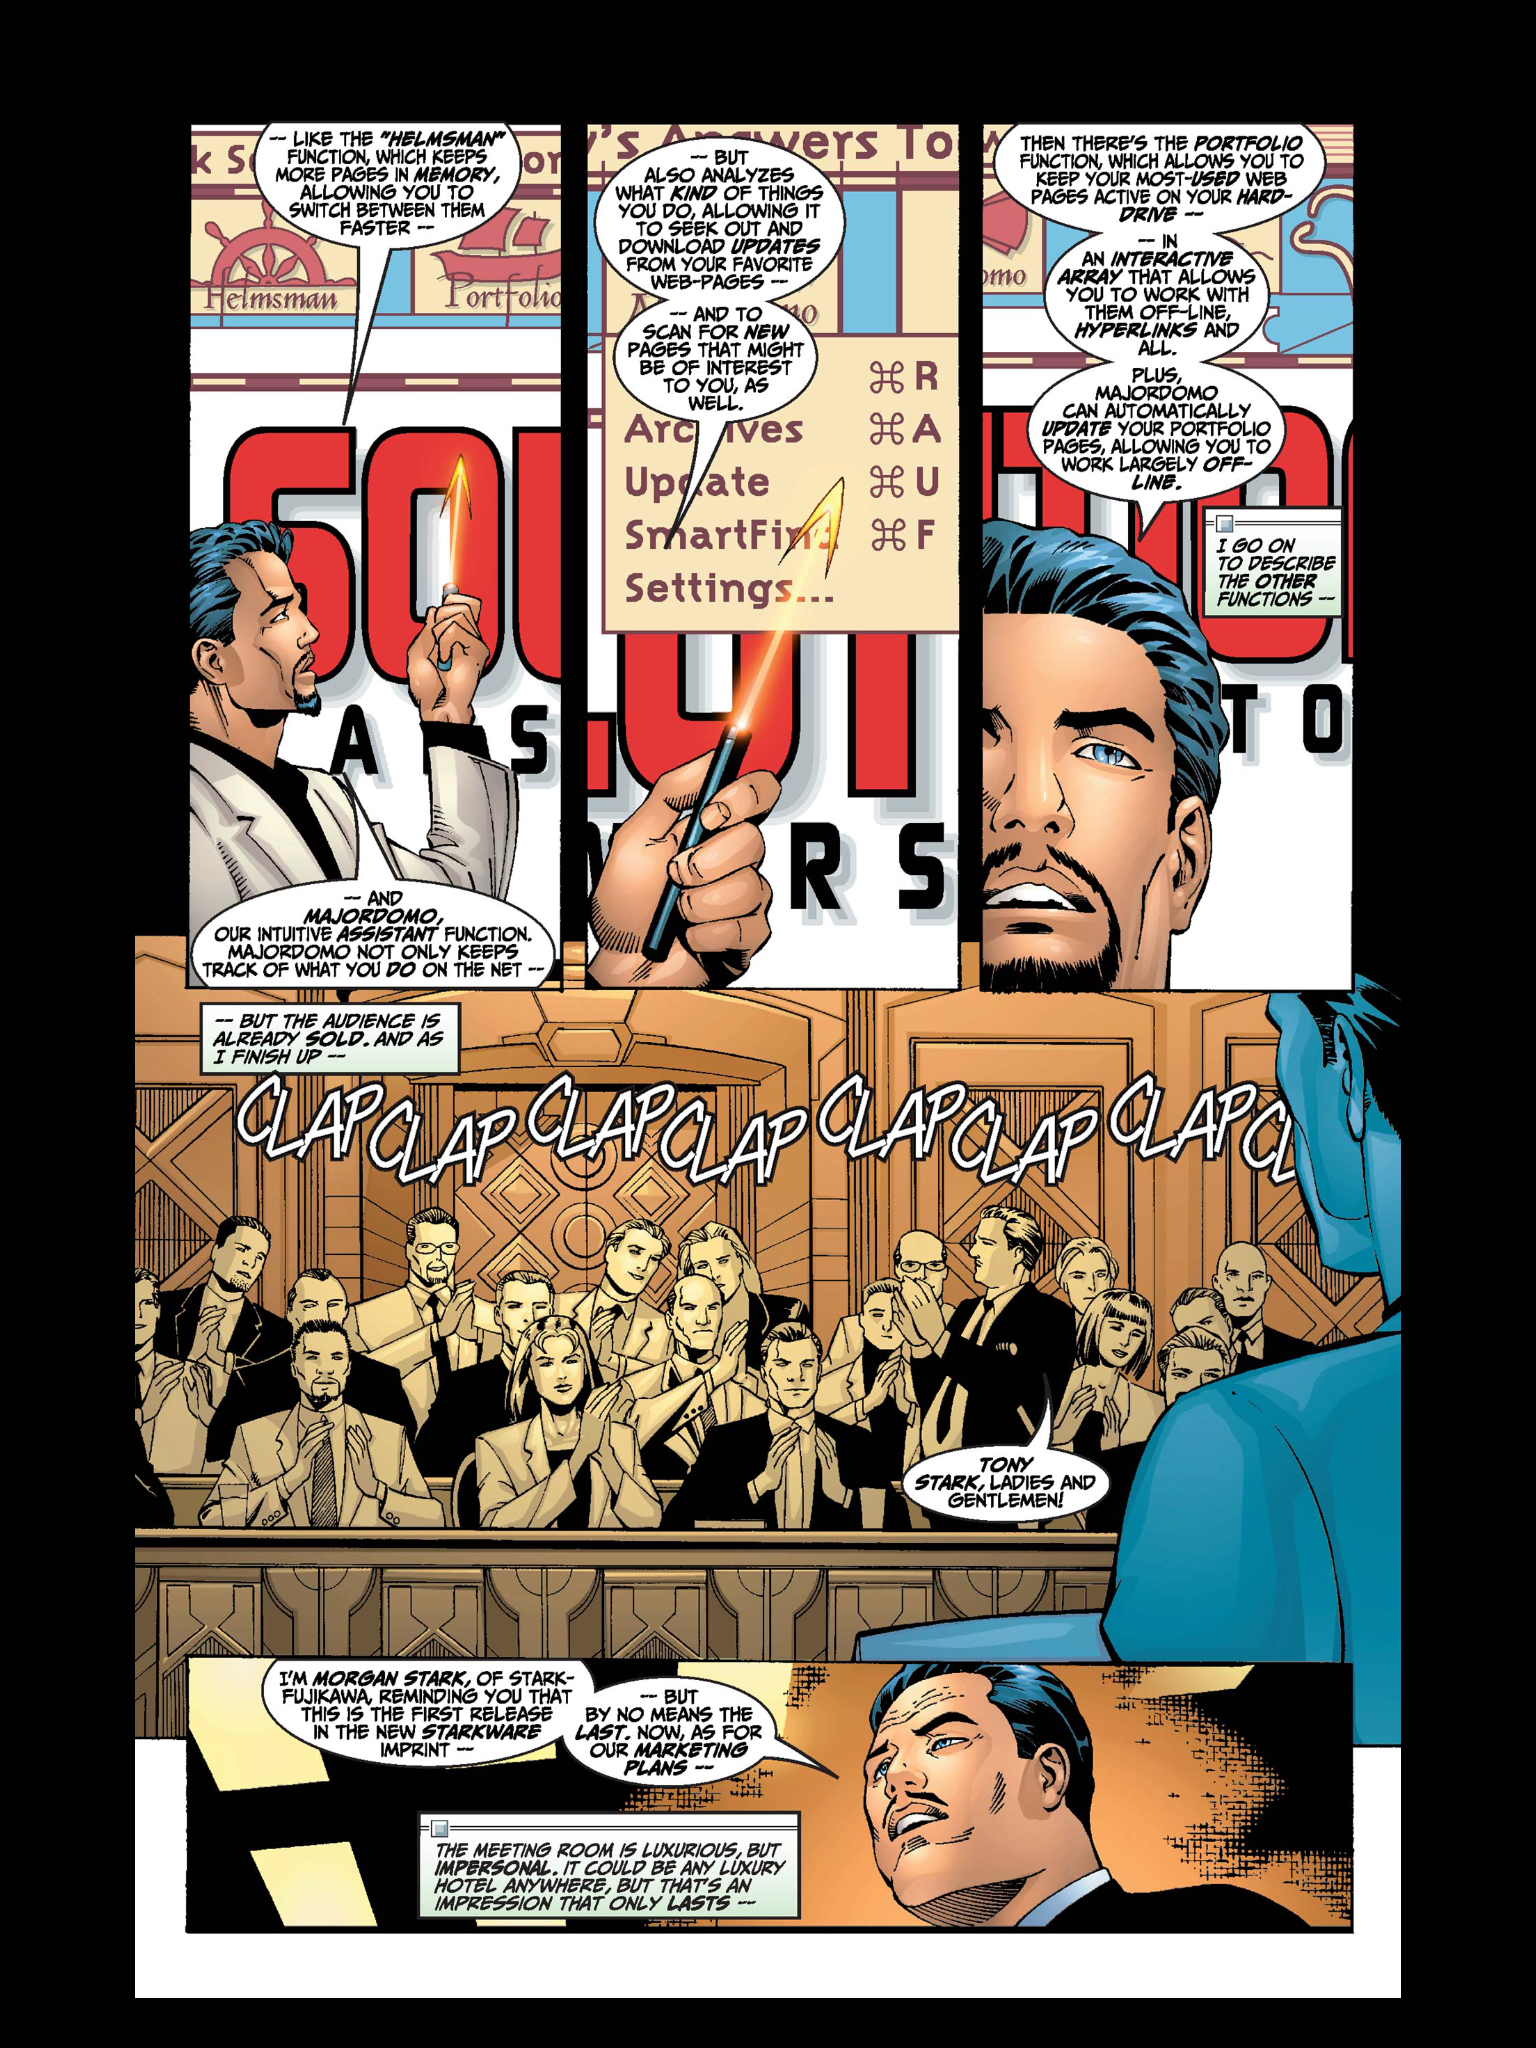 -- LIKE THE "HELMSMAN"
FUNCTION, WHICH KEEPS
MORE PAGES IN MEMORY,
ALLOWING YOU TO
SWITCH BETWEEN THEM
FASTER --
Helmsman
Portfolio
-- AND
MAJORDOMO,
OUR INTUITIVE ASSISTANT FUNCTION.
MAJORDOMO NOT ONLY KEEPS
TRACK OF WHAT YOU DO ON THE NET --
y's Answers To
-- BUT
ALSO ANALYZES
WHAT KIND OF THINGS
YOU DO, ALLOWING IT
TO SEEK OUT AND
DOWNLOAD UPDATES
FROM YOUR FAVORITE
WEB-PAGES --
-- AND TO
SCAN FOR NEW
PAGES THAT MIGHT
BE OF INTEREST
TO YOU, AS
WELL.
⌘ R
Archives ⌘ A
Update ⌘ U
SmartFind ⌘ F
Settings...
THEN THERE'S THE PORTFOLIO
FUNCTION, WHICH ALLOWS YOU TO
KEEP YOUR MOST-USED WEB
PAGES ACTIVE ON YOUR HARD-
DRIVE --
-- IN
AN INTERACTIVE
ARRAY THAT ALLOWS
YOU TO WORK WITH
THEM OFF-LINE,
HYPERLINKS AND
ALL.
PLUS,
MAJORDOMO
CAN AUTOMATICALLY
UPDATE YOUR PORTFOLIO
PAGES, ALLOWING YOU TO
WORK LARGELY OFF-
LINE.
I GO ON
TO DESCRIBE
THE OTHER
FUNCTIONS --
-- BUT THE AUDIENCE IS
ALREADY SOLD. AND AS
I FINISH UP --
CLAP CLAP CLAP CLAP CLAP CLAP CLAP CL
TONY
STARK, LADIES AND
GENTLEMEN!
I'M MORGAN STARK, OF STARK-
FUJIKAWA, REMINDING YOU THAT
THIS IS THE FIRST RELEASE
IN THE NEW STARKWARE
IMPRINT --
-- BUT
BY NO MEANS THE
LAST. NOW, AS FOR
OUR MARKETING
PLANS --
THE MEETING ROOM IS LUXURIOUS, BUT
IMPERSONAL. IT COULD BE ANY LUXURY
HOTEL ANYWHERE, BUT THAT'S AN
IMPRESSION THAT ONLY LASTS --